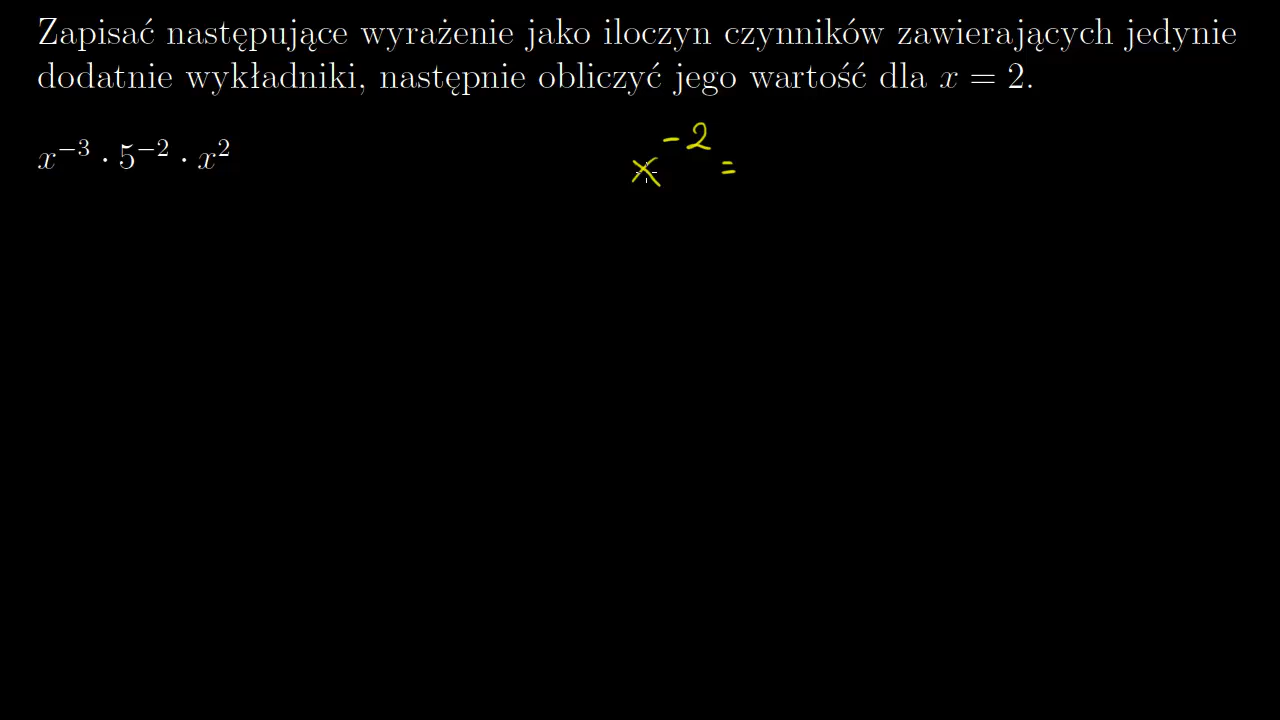 Zapisać następujące wyrażenie jako iloczyn czynników zawierających jedynie
dodatnie wykładniki, następnie obliczyć jego wartość dla x = 2.
x⁻³ · 5⁻² · x²
x⁻² =